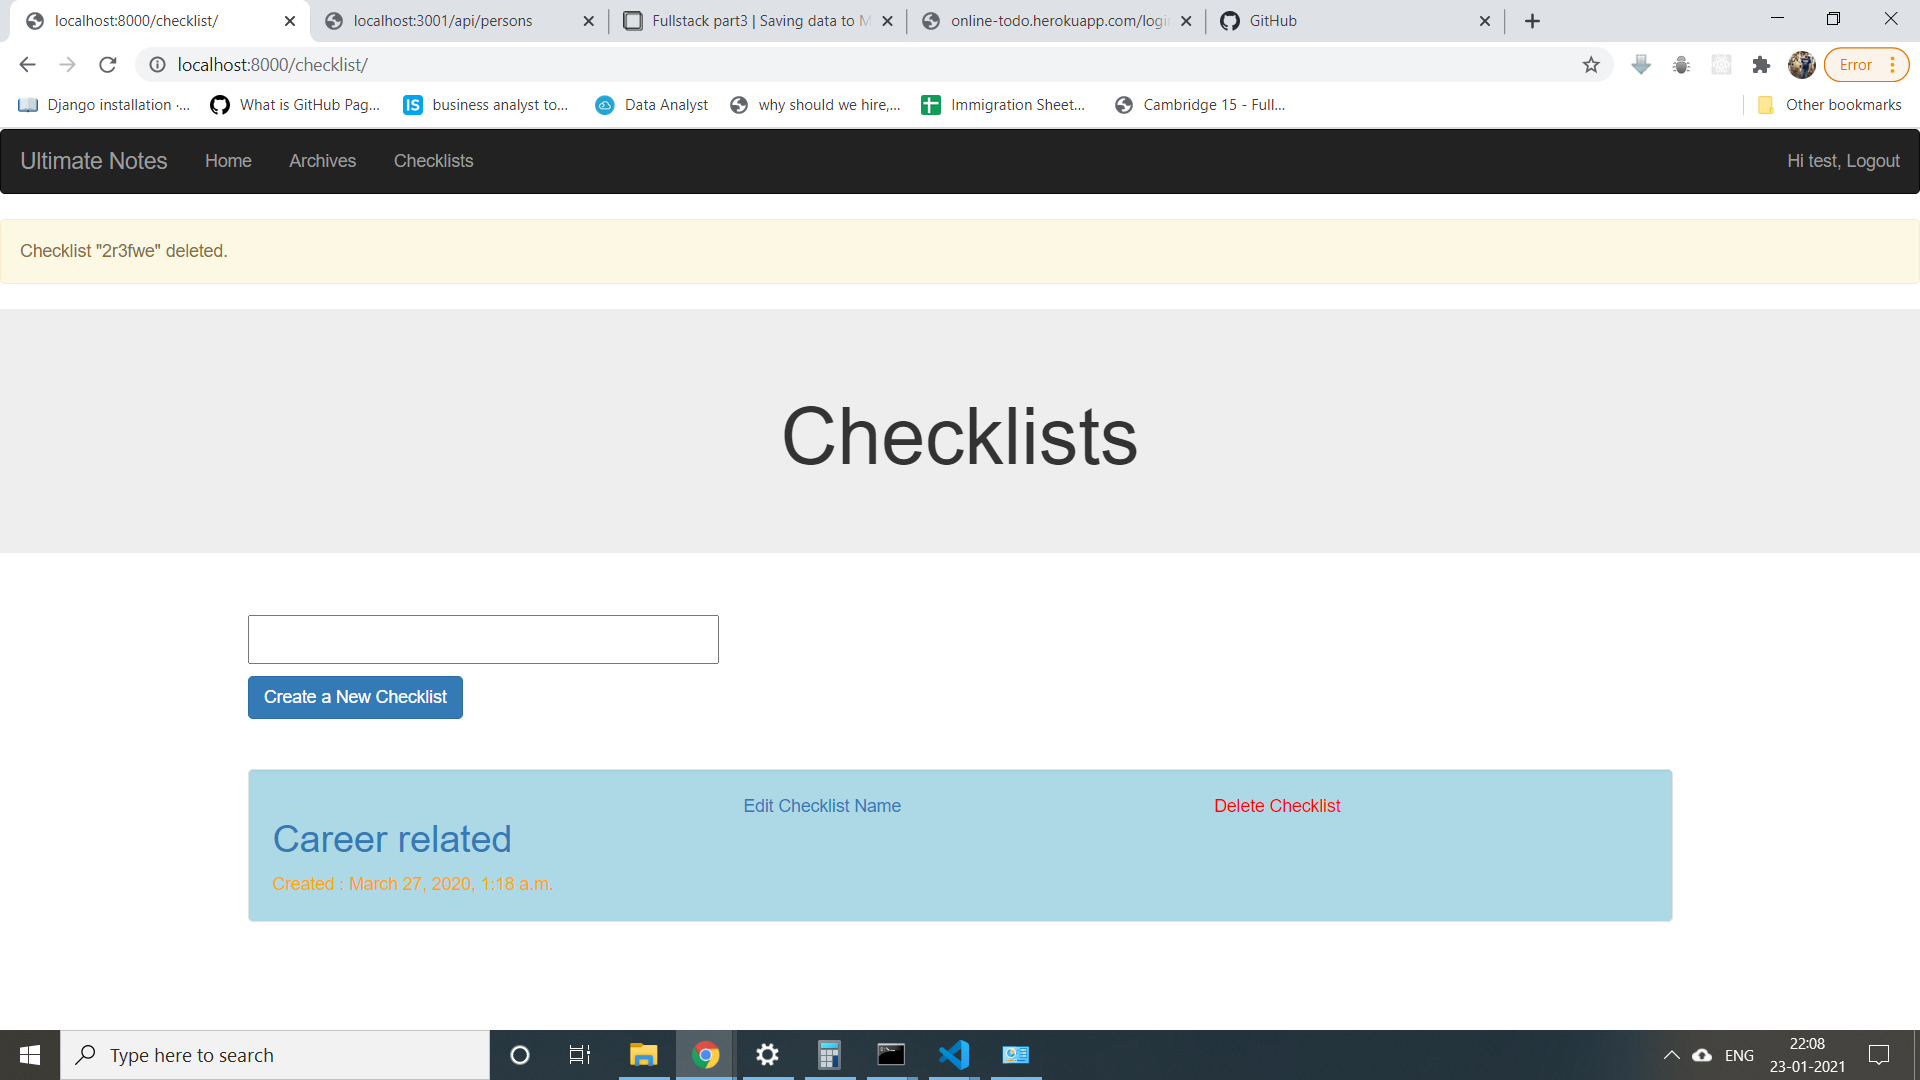 localhost:8000/checklist/
localhost:3001/api/persons
Fullstack part3 | Saving data to M
online-todo.herokuapp.com/logi
GitHub
localhost:8000/checklist/
Error
Django installation ·...
What is GitHub Pag...
business analyst to...
Data Analyst
why should we hire,...
Immigration Sheet...
Cambridge 15 - Full...
Other bookmarks
Ultimate Notes
Home
Archives
Checklists
Hi test, Logout
Checklist "2r3fwe" deleted.
Checklists
Create a New Checklist
Edit Checklist Name
Delete Checklist
Career related
Created : March 27, 2020, 1:18 a.m.
Type here to search
ENG
22:08
23-01-2021